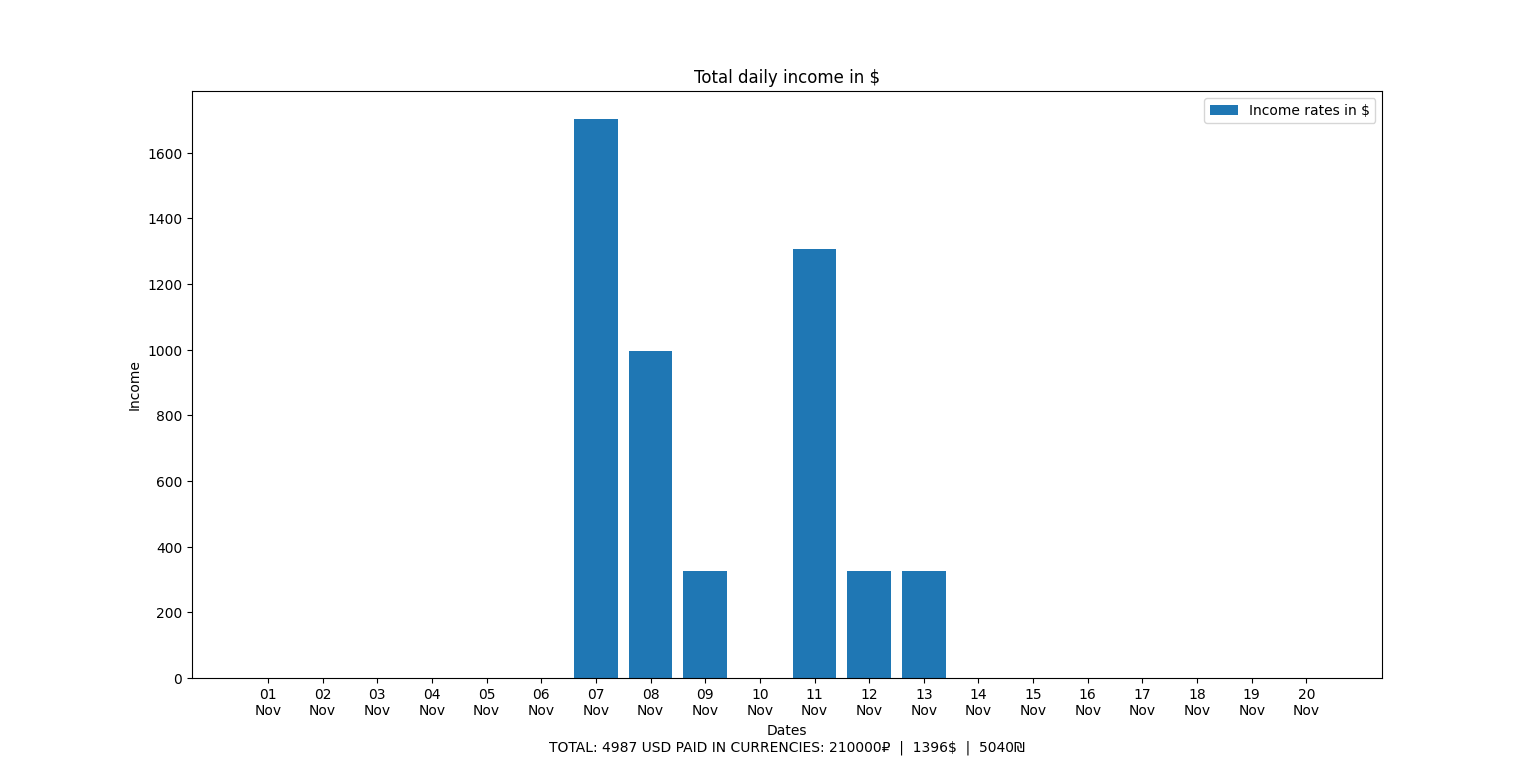 Total daily income in $
Income rates in $
1600
1400
1200
1000
800
600
400
200
0
Income
01 02 03 04 05 06 07 08 09 10 11 12 13 14 15 16 17 18 19 20
Nov Nov Nov Nov Nov Nov Nov Nov Nov Nov Nov Nov Nov Nov Nov Nov Nov Nov Nov Nov
Dates
TOTAL: 4987 USD PAID IN CURRENCIES: 210000₽ | 1396$ | 5040₪